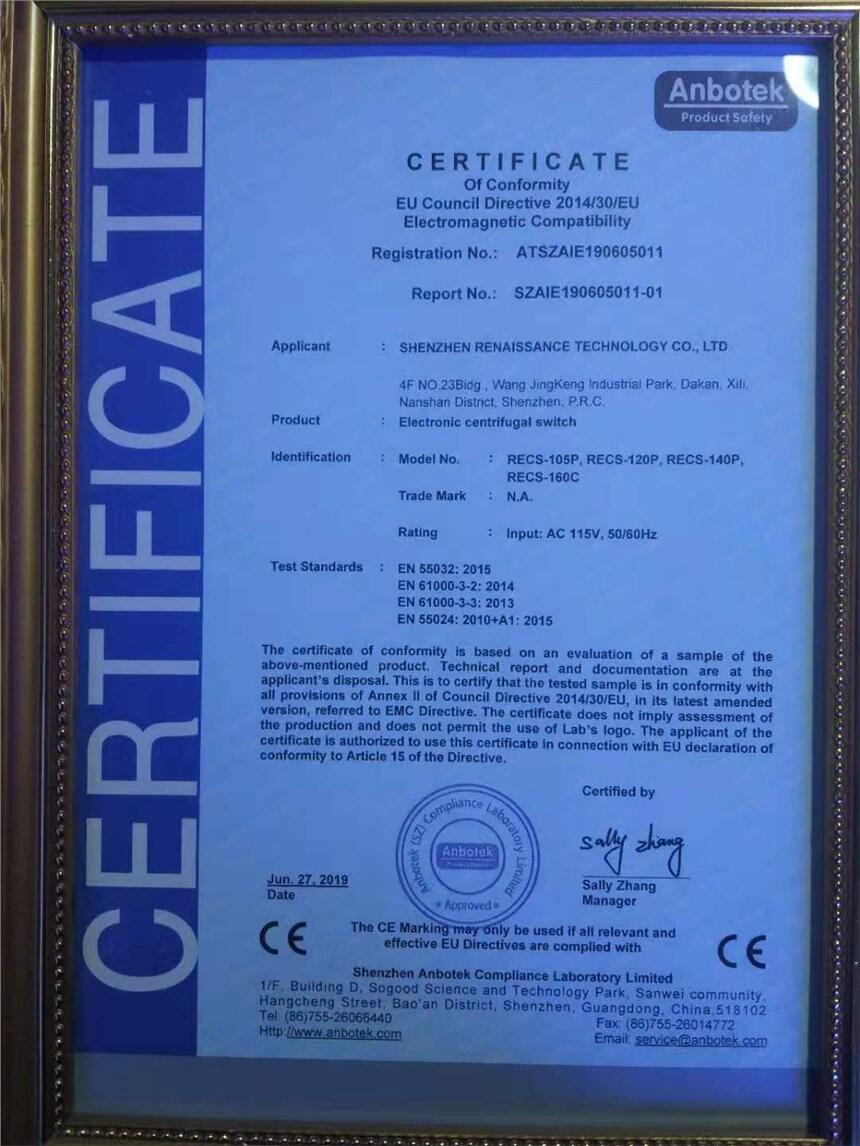 CERTIFICATE
Anbotek
Product Safety
CERTIFICATE
Of Conformity
EU Council Directive 2014/30/EU
Electromagnetic Compatibility
Registration No.: ATSZAIE190605011
Report No.: SZAIE190605011-01
Applicant : SHENZHEN RENAISSANCE TECHNOLOGY CO., LTD
4F NO.23Bidg., Wang JingKeng Industrial Park, Dakan, Xili,
Nanshan District, Shenzhen, P.R.C.
Product : Electronic centrifugal switch
Identification : Model No. : RECS-105P, RECS-120P, RECS-140P,
RECS-160C
Trade Mark : N.A.
Rating : Input: AC 115V, 50/60Hz
Test Standards : EN 55032: 2015
EN 61000-3-2: 2014
EN 61000-3-3: 2013
EN 55024: 2010+A1: 2015
The certificate of conformity is based on an evaluation of a sample of the
above-mentioned product. Technical report and documentation are at the
applicant's disposal. This is to certify that the tested sample is in conformity with
all provisions of Annex II of Council Directive 2014/30/EU, in its latest amended
version, referred to EMC Directive. The certificate does not imply assessment of
the production and does not permit the use of Lab's logo. The applicant of the
certificate is authorized to use this certificate in connection with EU declaration of
conformity to Article 15 of the Directive.
Certified by
Anbotek (SZ) Compliance Laboratory Limited
Anbotek
Product Safety
* Approved *
Sally Zhang
Jun. 27, 2019
Date
Sally Zhang
Manager
CE
The CE Marking may only be used if all relevant and
effective EU Directives are complied with
CE
Shenzhen Anbotek Compliance Laboratory Limited
1/F, Building D, Sogood Science and Technology Park, Sanwei community,
Hangcheng Street, Bao'an District, Shenzhen, Guangdong, China.518102
Tel: (86)755-26066440 Fax: (86)755-26014772
Http://www.anbotek.com Email: service@anbotek.com